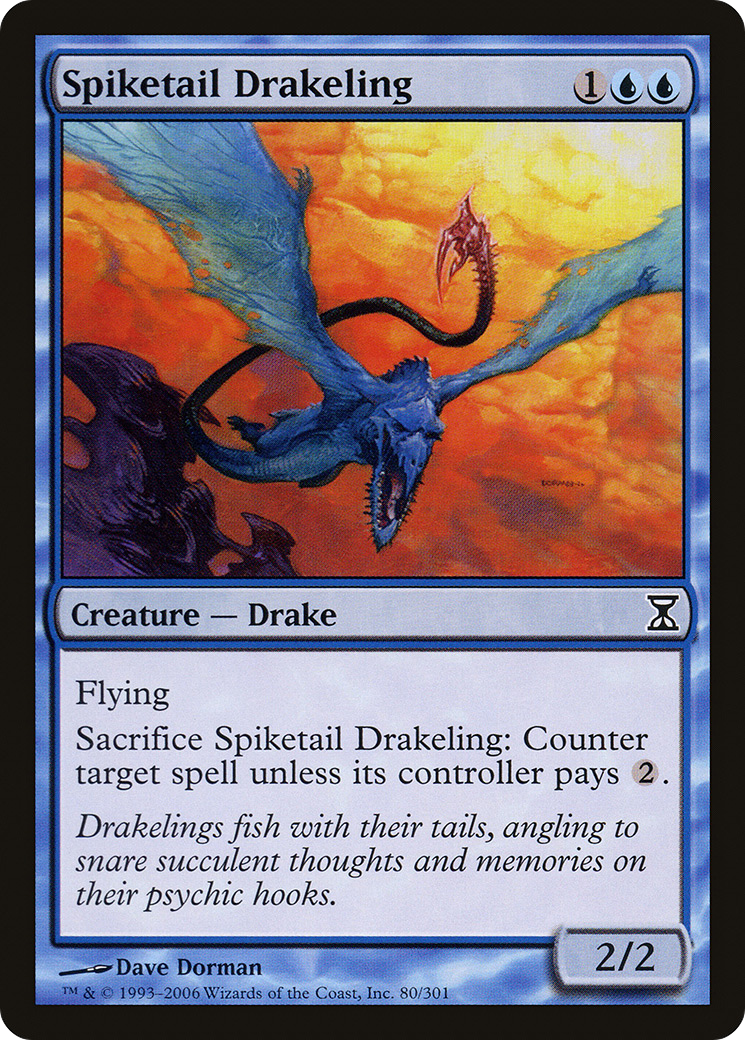 Spiketail Drakeling 1
Creature — Drake
Flying
Sacrifice Spiketail Drakeling: Counter
target spell unless its controller pays 2.
Drakelings fish with their tails, angling to
snare succulent thoughts and memories on
their psychic hooks.
2/2
Dave Dorman
™ & © 1993–2006 Wizards of the Coast, Inc. 80/301